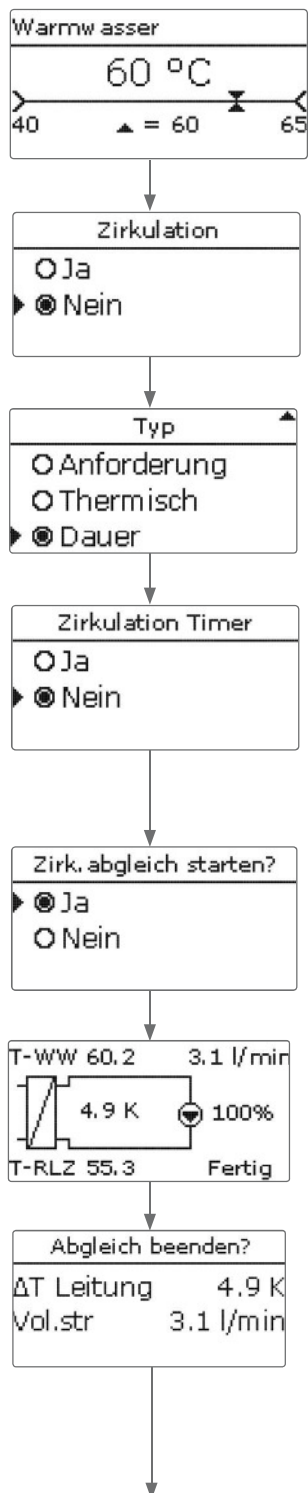 Warmw asser
60 °C
40 ▲ = 60 65
Zirkulation
Ja
Nein
Typ
Anforderung
Thermisch
Dauer
Zirkulation Timer
Ja
Nein
Zirk. abgleich starten?
Ja
Nein
T-WW 60.2 3.1 l/min
4.9 K 100%
T-RLZ 55.3 Fertig
Abgleich beenden?
ΔT Leitung 4.9 K
Vol.str 3.1 l/min